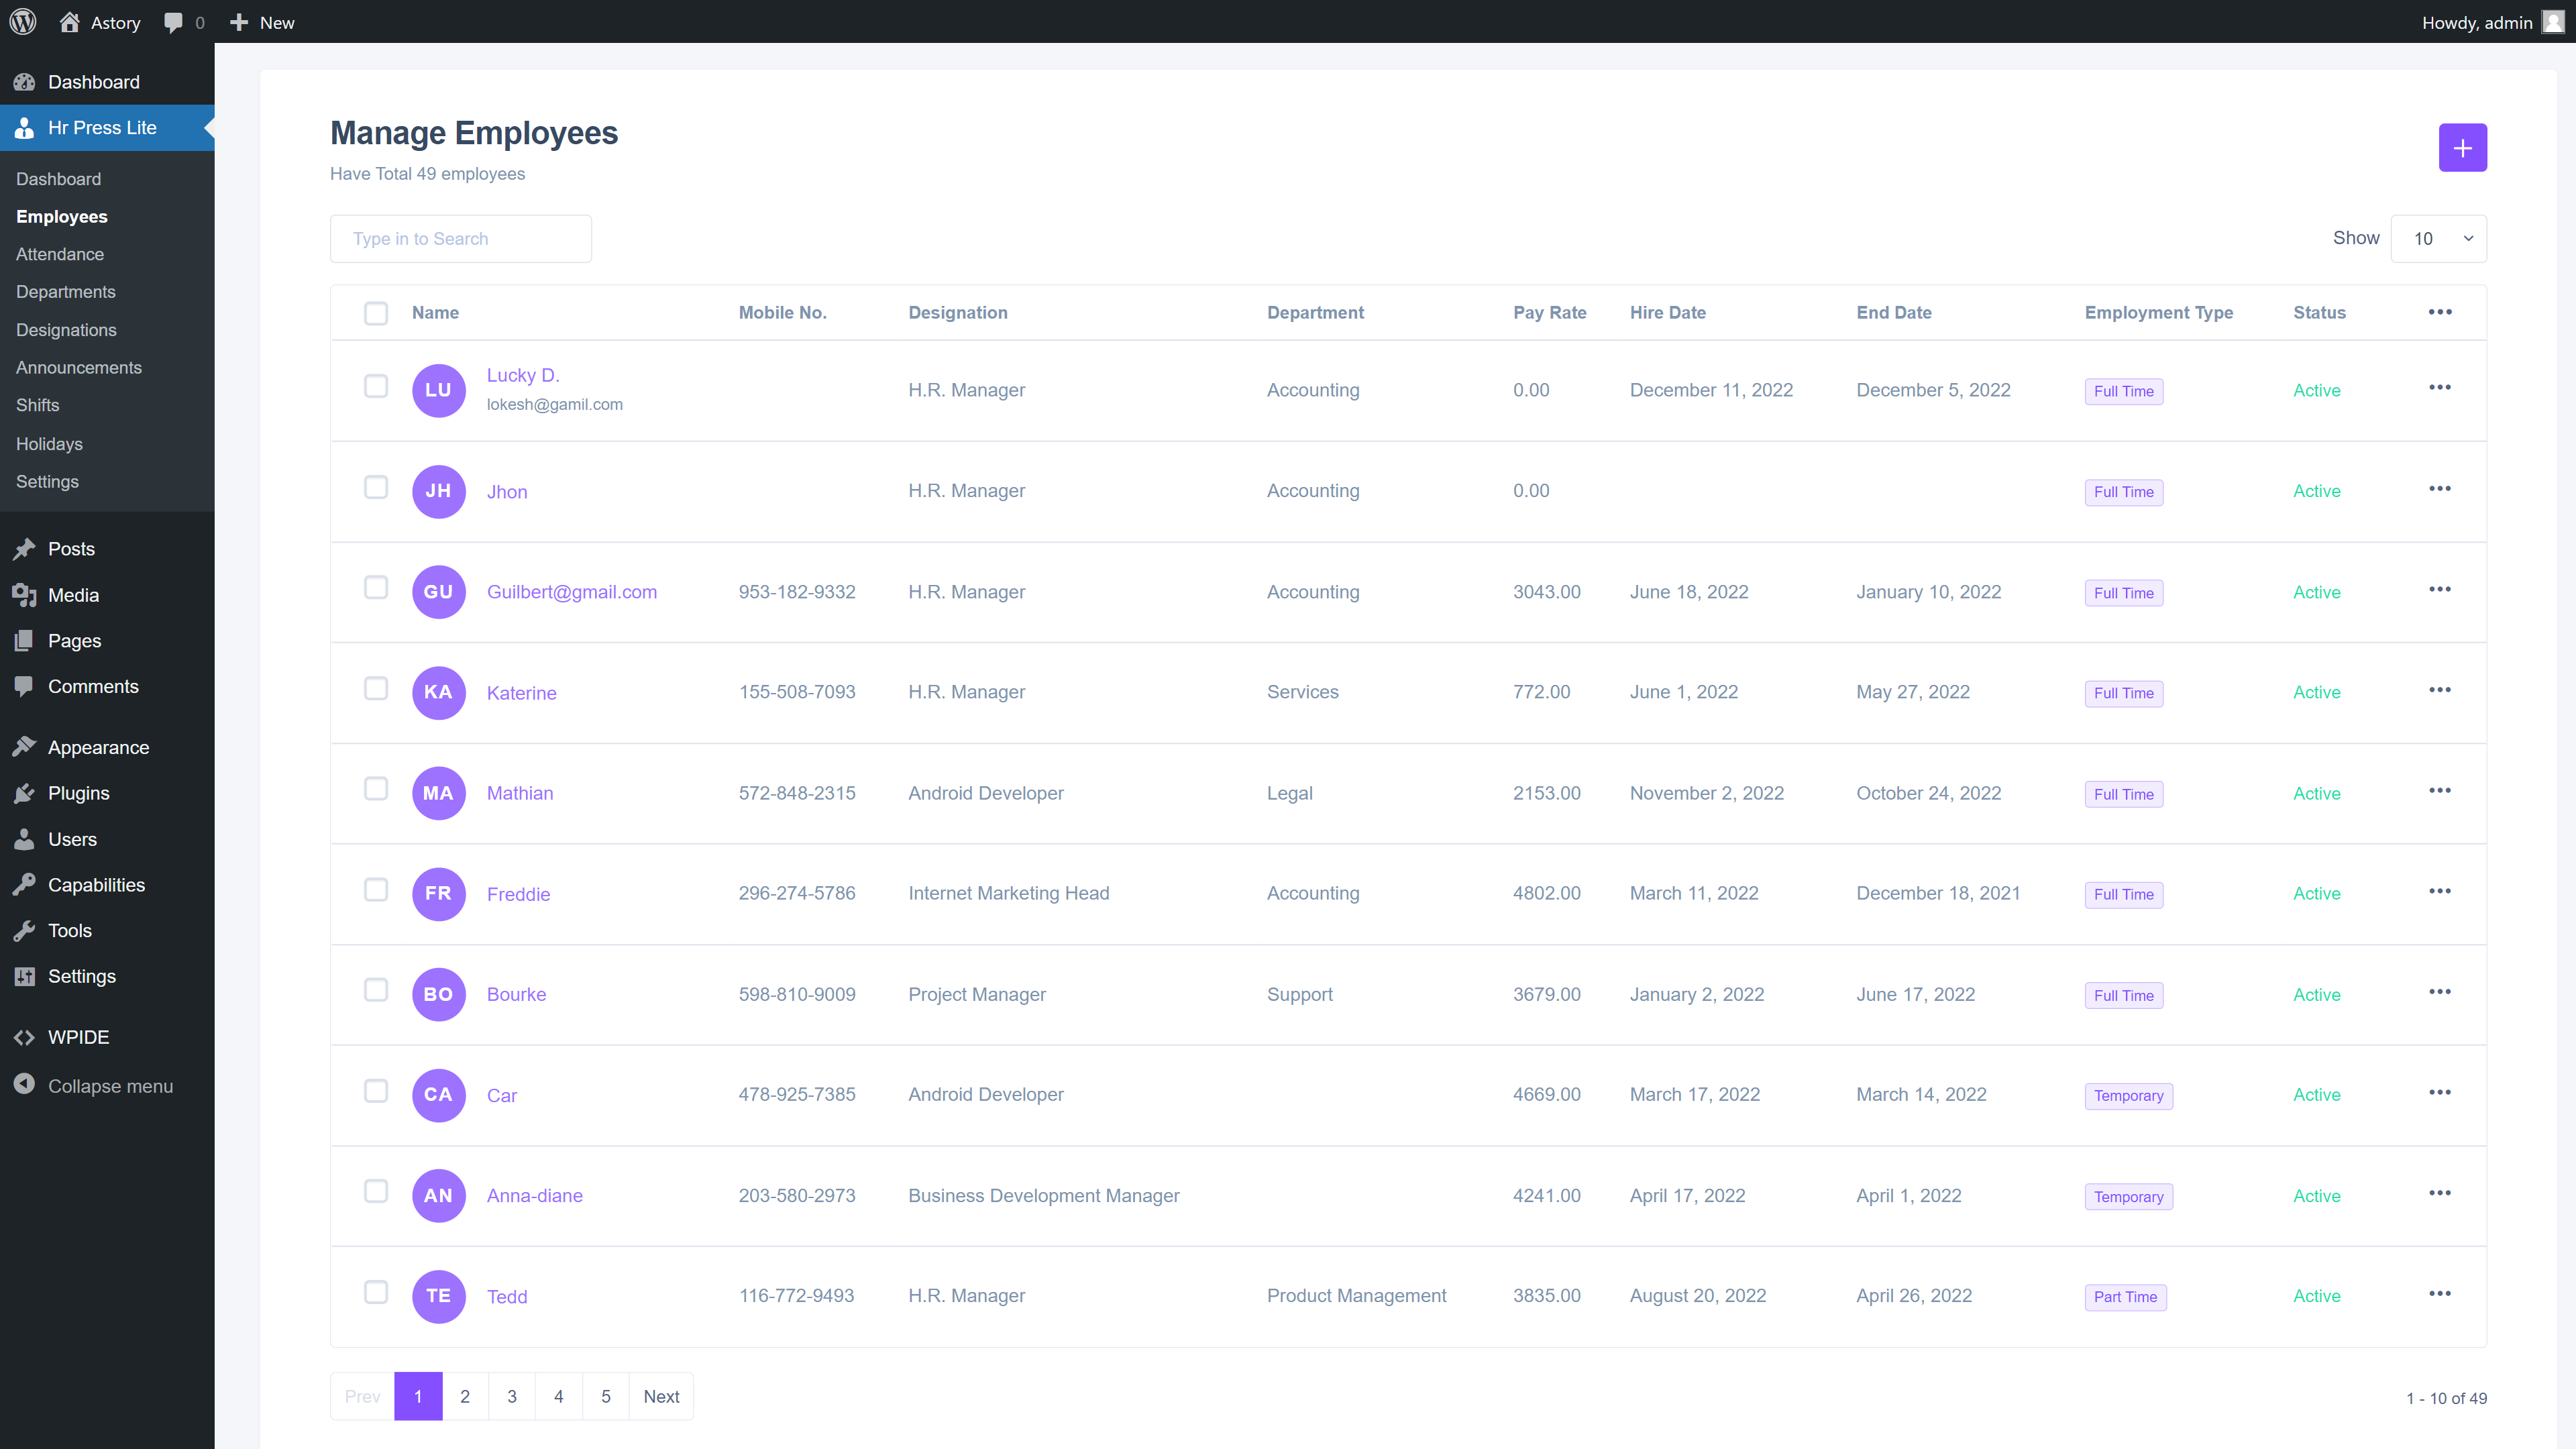 Astory 0 New Howdy, admin
Dashboard
Hr Press Lite
Dashboard
Employees
Attendance
Departments
Designations
Announcements
Shifts
Holidays
Settings
Posts
Media
Pages
Comments
Appearance
Plugins
Users
Capabilities
Tools
Settings
WPIDE
Collapse menu
Manage Employees
Have Total 49 employees
Type in to Search
Show 10
Name Mobile No. Designation Department Pay Rate Hire Date End Date Employment Type Status
LU Lucky D. H.R. Manager Accounting 0.00 December 11, 2022 December 5, 2022 Full Time Active
lokesh@gamil.com
JH Jhon H.R. Manager Accounting 0.00 Full Time Active
GU Guilbert@gmail.com 953-182-9332 H.R. Manager Accounting 3043.00 June 18, 2022 January 10, 2022 Full Time Active
KA Katerine 155-508-7093 H.R. Manager Services 772.00 June 1, 2022 May 27, 2022 Full Time Active
MA Mathian 572-848-2315 Android Developer Legal 2153.00 November 2, 2022 October 24, 2022 Full Time Active
FR Freddie 296-274-5786 Internet Marketing Head Accounting 4802.00 March 11, 2022 December 18, 2021 Full Time Active
BO Bourke 598-810-9009 Project Manager Support 3679.00 January 2, 2022 June 17, 2022 Full Time Active
CA Car 478-925-7385 Android Developer 4669.00 March 17, 2022 March 14, 2022 Temporary Active
AN Anna-diane 203-580-2973 Business Development Manager 4241.00 April 17, 2022 April 1, 2022 Temporary Active
TE Tedd 116-772-9493 H.R. Manager Product Management 3835.00 August 20, 2022 April 26, 2022 Part Time Active
Prev 1 2 3 4 5 Next
1 - 10 of 49